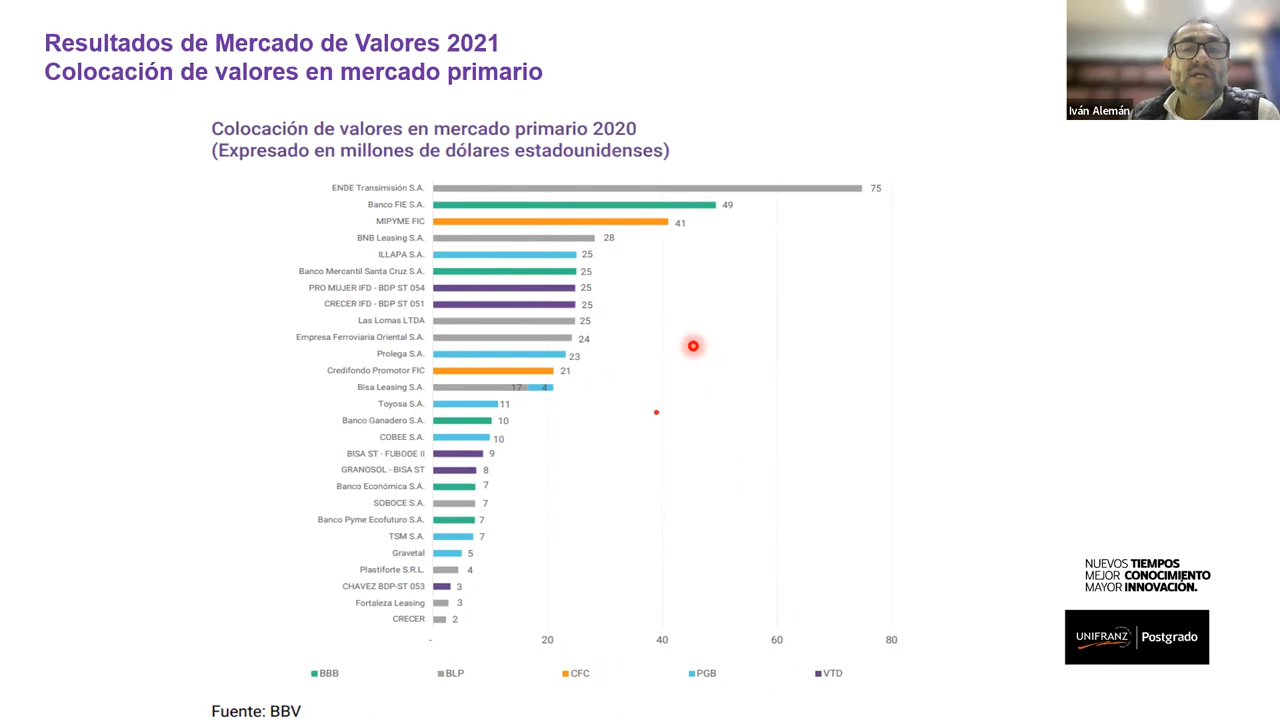 Resultados de Mercado de Valores 2021
Colocación de valores en mercado primario
Iván Alemán
Colocación de valores en mercado primario 2020
(Expresado en millones de dólares estadounidenses)
ENDE Transimisión S.A. 75
Banco FIE S.A. 49
MIPYME FIC 41
BNB Leasing S.A. 28
ILLAPA S.A. 25
Banco Mercantil Santa Cruz S.A. 25
PRO MUJER IFD - BDP ST 054 25
CRECER IFD - BDP ST 051 25
Las Lomas LTDA 25
Empresa Ferroviaria Oriental S.A. 24
Prolega S.A. 23
Credifondo Promotor FIC 21
Bisa Leasing S.A. 17 4
Toyosa S.A. 11
Banco Ganadero S.A. 10
COBEE S.A. 10
BISA ST - FUBODE II 9
GRANOSOL - BISA ST 8
Banco Económica S.A. 7
SOBOCE S.A. 7
Banco Pyme Ecofuturo S.A. 7
TSM S.A. 7
Gravetal 5
Plastiforte S.R.L. 4
CHAVEZ BDP-ST 053 3
Fortaleza Leasing 3
CRECER 2
- 20 40 60 80
BBB BLP CFC PGB VTD
Fuente: BBV
NUEVOS TIEMPOS
MEJOR CONOCIMIENTO
MAYOR INNOVACIÓN.
UNIFRANZ Postgrado